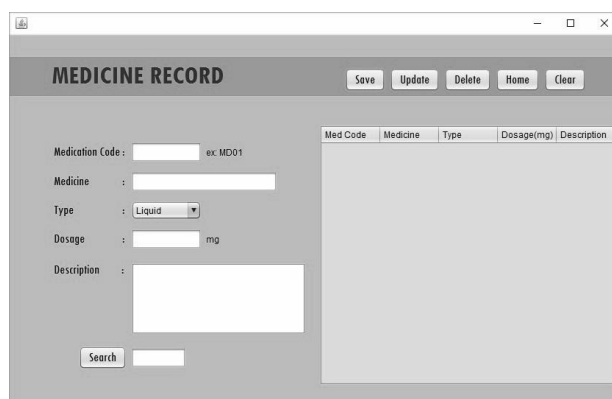 MEDICINE RECORD
Save Update Delete Home Clear
Med Code Medicine Type Dosage(mg) Description
Medication Code : ex: MD01
Medicine :
Type : Liquid
Dosage : mg
Description :
Search